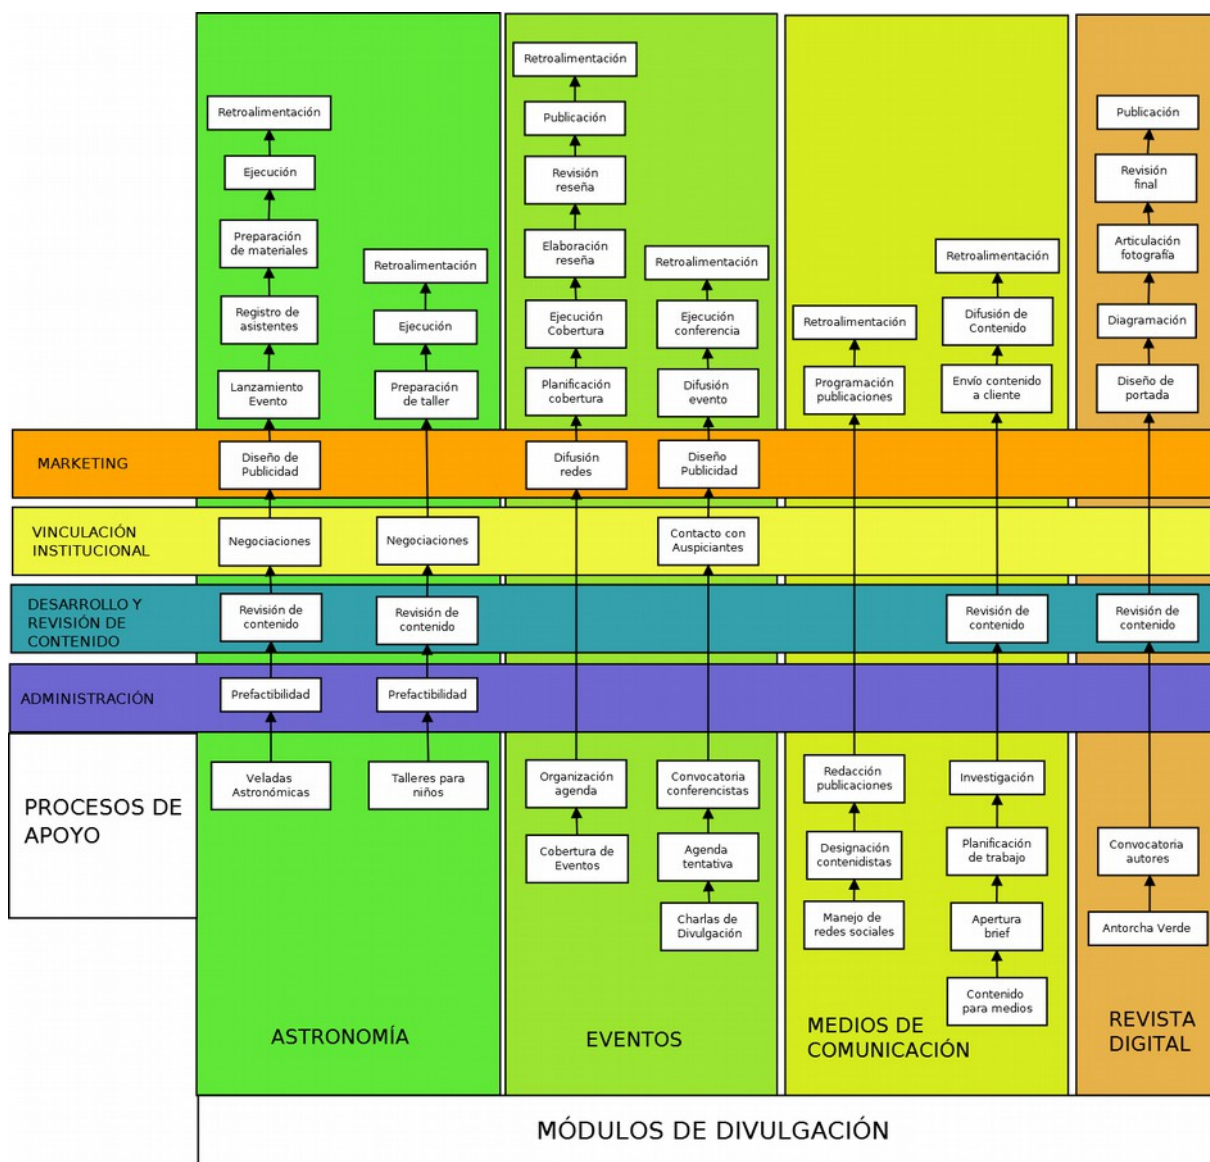 Retroalimentación
Publicación
Revisión
reseña
Elaboración
reseña
Ejecución
Cobertura
Planificación
cobertura
Difusión
redes
Organización
agenda
Cobertura de
Eventos
Retroalimentación
Ejecución
Preparación
de materiales
Registro de
asistentes
Lanzamiento
Evento
Diseño de
Publicidad
Negociaciones
Revisión de
contenido
Prefactibilidad
Veladas
Astronómicas
Retroalimentación
Ejecución
Preparación
de taller
Negociaciones
Revisión de
contenido
Prefactibilidad
Talleres para
niños
Retroalimentación
Ejecución
conferencia
Difusión
evento
Diseño
Publicidad
Contacto con
Auspiciantes
Convocatoria
conferencistas
Agenda
tentativa
Charlas de
Divulgación
Retroalimentación
Programación
publicaciones
Redacción
publicaciones
Designación
contenidistas
Manejo de
redes sociales
Retroalimentación
Difusión de
Contenido
Envío contenido
a cliente
Revisión de
contenido
Investigación
Planificación
de trabajo
Apertura
brief
Contenido
para medios
Publicación
Revisión
final
Articulación
fotografía
Diagramación
Diseño de
portada
Revisión de
contenido
Convocatoria
autores
Antorcha Verde
MARKETING
VINCULACIÓN
INSTITUCIONAL
DESARROLLO Y
REVISIÓN DE
CONTENIDO
ADMINISTRACIÓN
PROCESOS DE
APOYO
ASTRONOMÍA
EVENTOS
MEDIOS DE
COMUNICACIÓN
REVISTA
DIGITAL
MÓDULOS DE DIVULGACIÓN